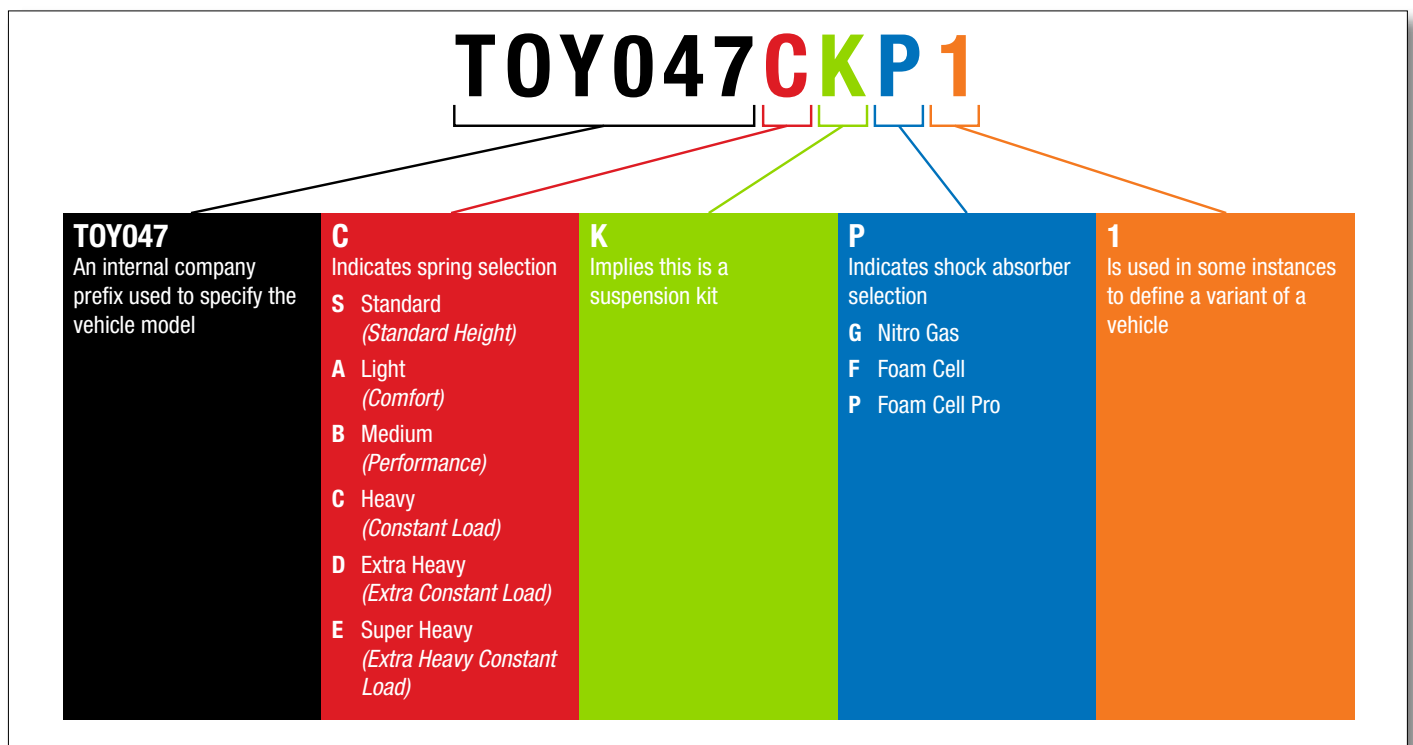 TOY047CKP1
TOY047
An internal company
prefix used to specify the
vehicle model
C
Indicates spring selection
S Standard
(Standard Height)
A Light
(Comfort)
B Medium
(Performance)
C Heavy
(Constant Load)
D Extra Heavy
(Extra Constant Load)
E Super Heavy
(Extra Heavy Constant
Load)
K
Implies this is a
suspension kit
P
Indicates shock absorber
selection
G Nitro Gas
F Foam Cell
P Foam Cell Pro
1
Is used in some instances
to define a variant of a
vehicle